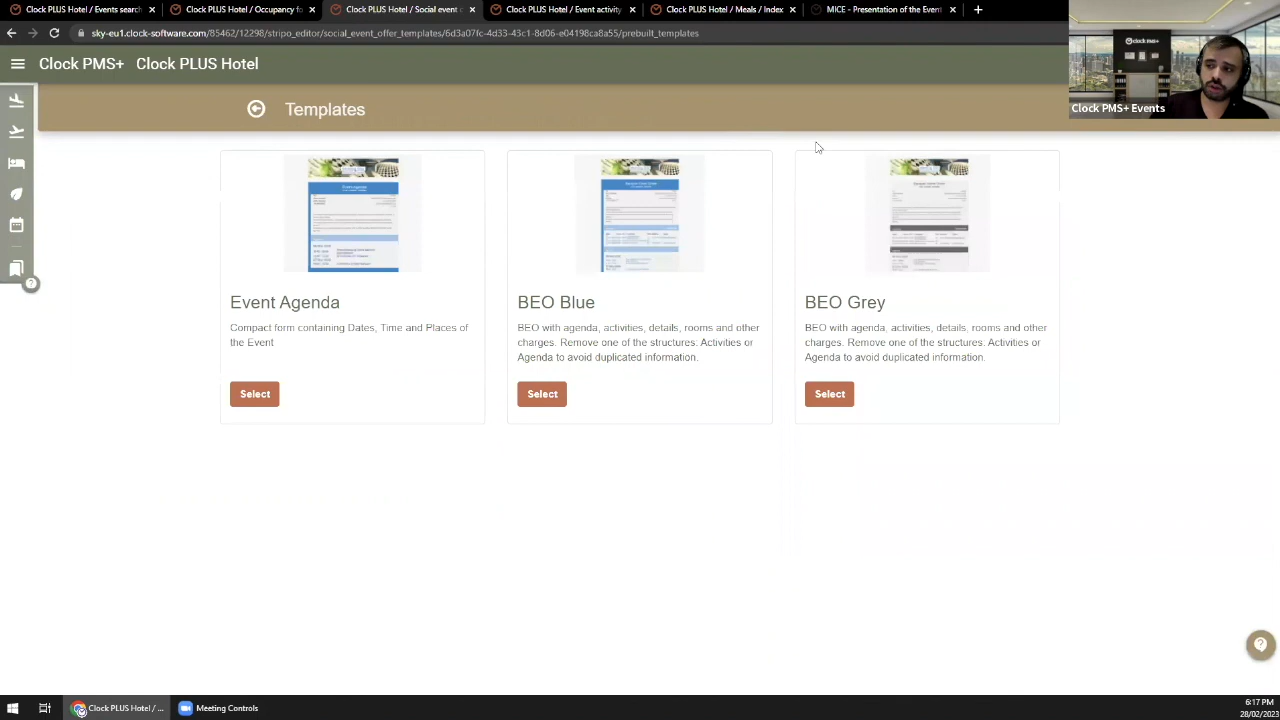 Clock PLUS Hotel / Events search
Clock PLUS Hotel / Occupancy fo
Clock PLUS Hotel / Social event o
Clock PLUS Hotel / Event activity
Clock PLUS Hotel / Meals / Index
MICE - Presentation of the Event
sky-eu1.clock-software.com/85462/12298/stripo_editor/social_event_offer_templates/6d3a07fc-4d33-43c1-8d06-e04198ca8a55/prebuilt_templates
Clock PMS+ Clock PLUS Hotel
clock PMS+
Clock PMS+ Events
Templates
Event Agenda
Compact form containing Dates, Time and Places of
the Event
Select
BEO Blue
BEO with agenda, activities, details, rooms and other
charges. Remove one of the structures: Activities or
Agenda to avoid duplicated information.
Select
BEO Grey
BEO with agenda, activities, details, rooms and other
charges. Remove one of the structures: Activities or
Agenda to avoid duplicated information.
Select
Clock PLUS Hotel / ...
Meeting Controls
6:17 PM
28/02/2023